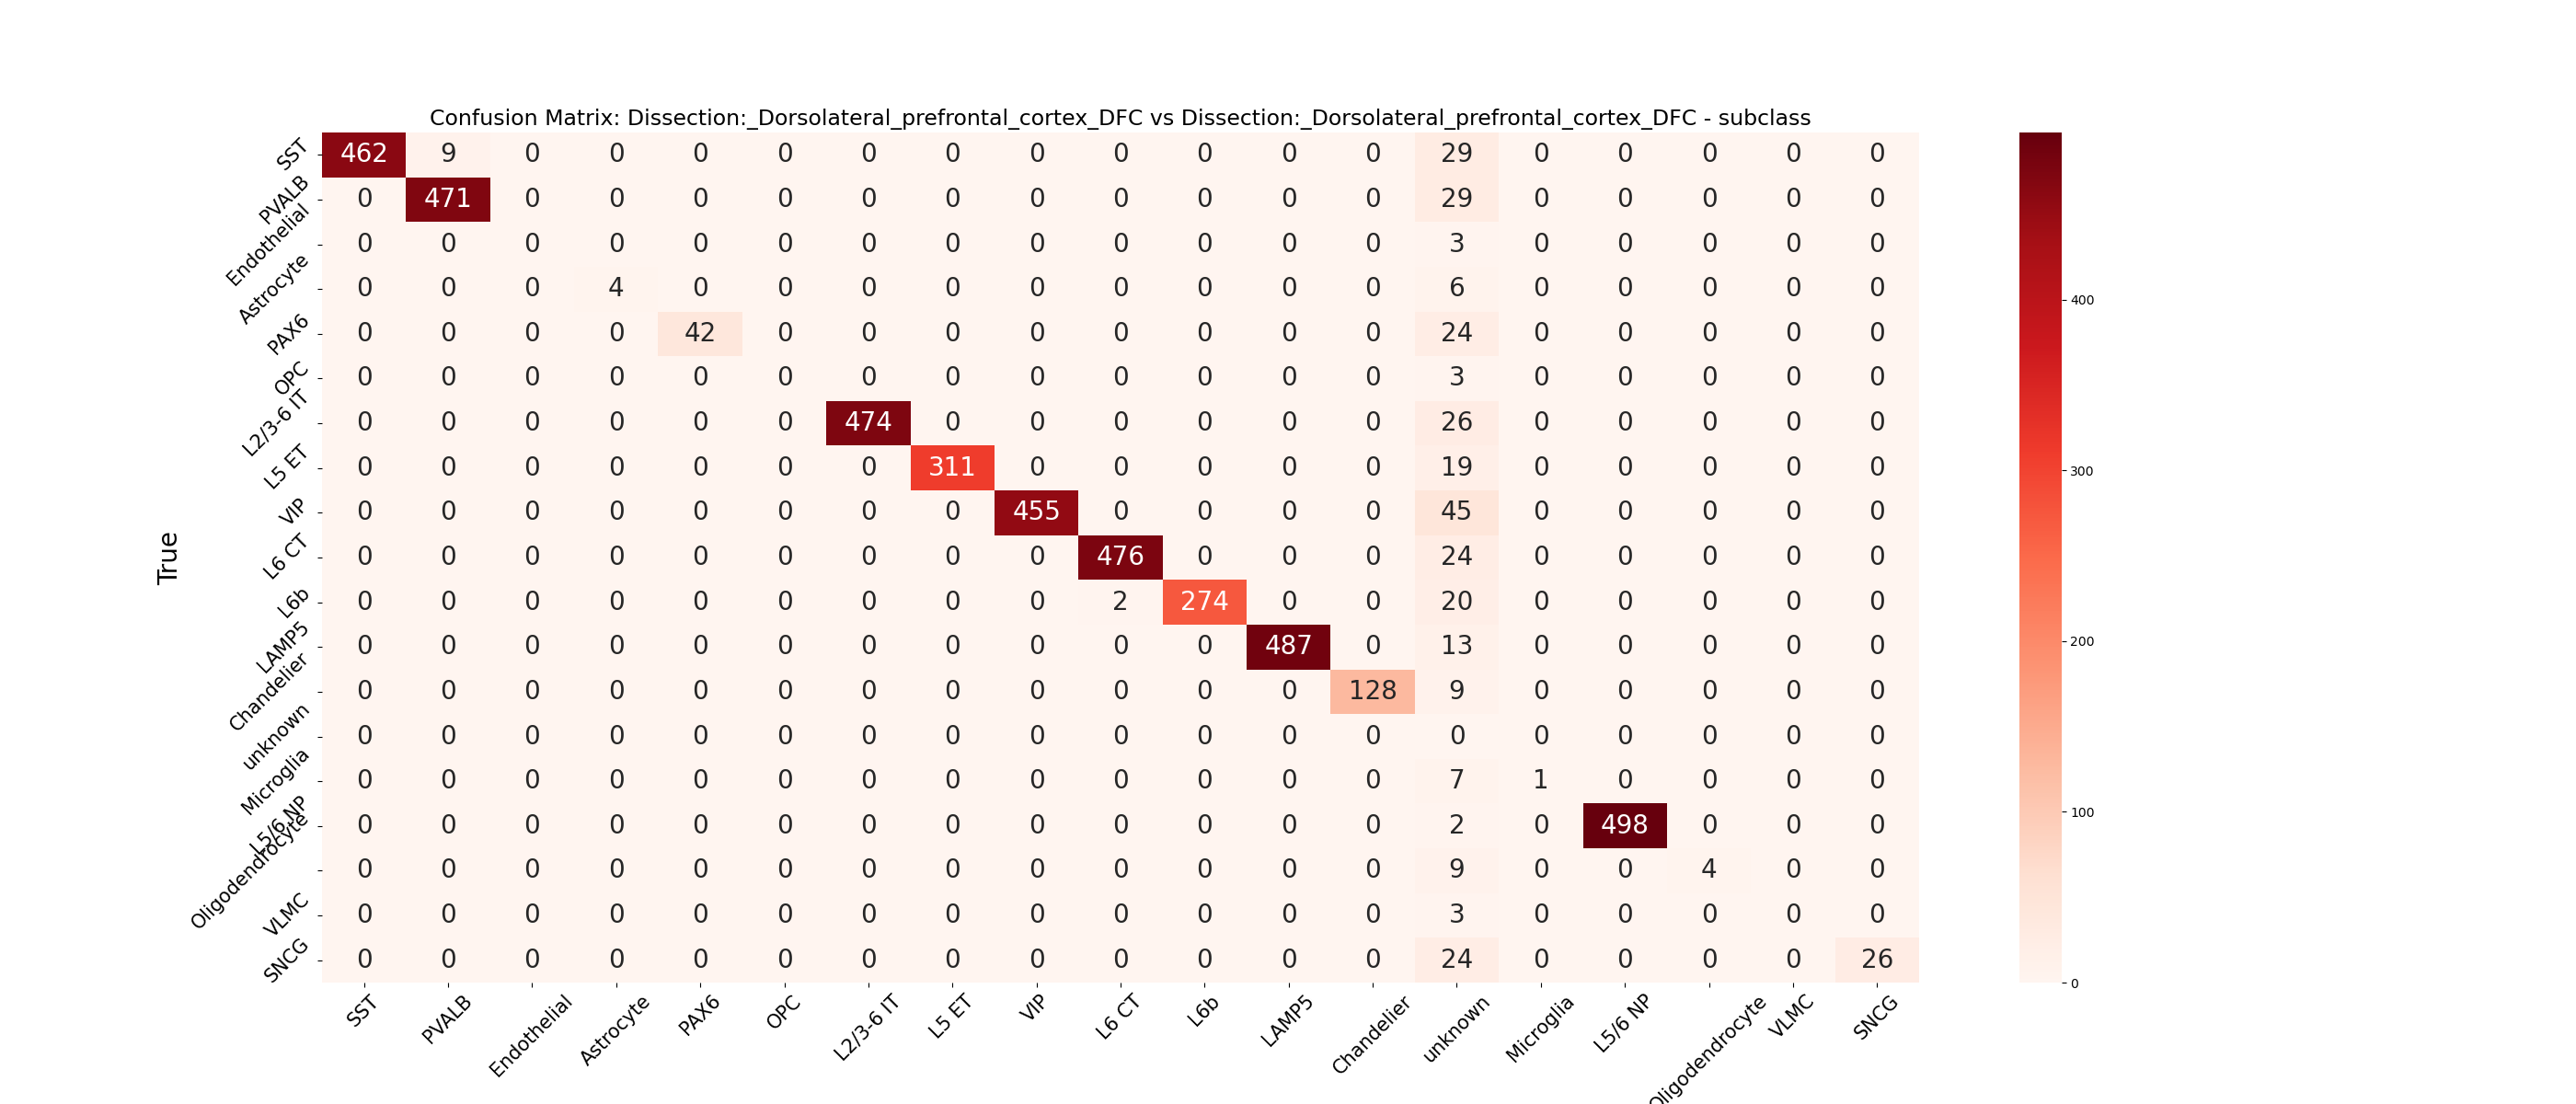 Confusion Matrix: Dissection:_Dorsolateral_prefrontal_cortex_DFC vs Dissection:_Dorsolateral_prefrontal_cortex_DFC - subclass
True
SST 462 9 0 0 0 0 0 0 0 0 0 0 0 29 0 0 0 0 0
PVALB 0 471 0 0 0 0 0 0 0 0 0 0 0 29 0 0 0 0 0
Endothelial 0 0 0 0 0 0 0 0 0 0 0 0 0 3 0 0 0 0 0
Astrocyte 0 0 0 4 0 0 0 0 0 0 0 0 0 6 0 0 0 0 0
PAX6 0 0 0 0 42 0 0 0 0 0 0 0 0 24 0 0 0 0 0
OPC 0 0 0 0 0 0 0 0 0 0 0 0 0 3 0 0 0 0 0
L2/3-6 IT 0 0 0 0 0 0 474 0 0 0 0 0 0 26 0 0 0 0 0
L5 ET 0 0 0 0 0 0 0 311 0 0 0 0 0 19 0 0 0 0 0
VIP 0 0 0 0 0 0 0 0 455 0 0 0 0 45 0 0 0 0 0
L6 CT 0 0 0 0 0 0 0 0 0 476 0 0 0 24 0 0 0 0 0
L6b 0 0 0 0 0 0 0 0 0 2 274 0 0 20 0 0 0 0 0
LAMP5 0 0 0 0 0 0 0 0 0 0 0 487 0 13 0 0 0 0 0
Chandelier 0 0 0 0 0 0 0 0 0 0 0 0 128 9 0 0 0 0 0
unknown 0 0 0 0 0 0 0 0 0 0 0 0 0 0 0 0 0 0 0
Microglia 0 0 0 0 0 0 0 0 0 0 0 0 0 7 1 0 0 0 0
L5/6 NP 0 0 0 0 0 0 0 0 0 0 0 0 0 2 0 498 0 0 0
Oligodendrocyte 0 0 0 0 0 0 0 0 0 0 0 0 0 9 0 0 4 0 0
VLMC 0 0 0 0 0 0 0 0 0 0 0 0 0 3 0 0 0 0 0
SNCG 0 0 0 0 0 0 0 0 0 0 0 0 0 24 0 0 0 0 26
SST PVALB Endothelial Astrocyte PAX6 OPC L2/3-6 IT L5 ET VIP L6 CT L6b LAMP5 Chandelier unknown Microglia L5/6 NP Oligodendrocyte VLMC SNCG
400
300
200
100
0